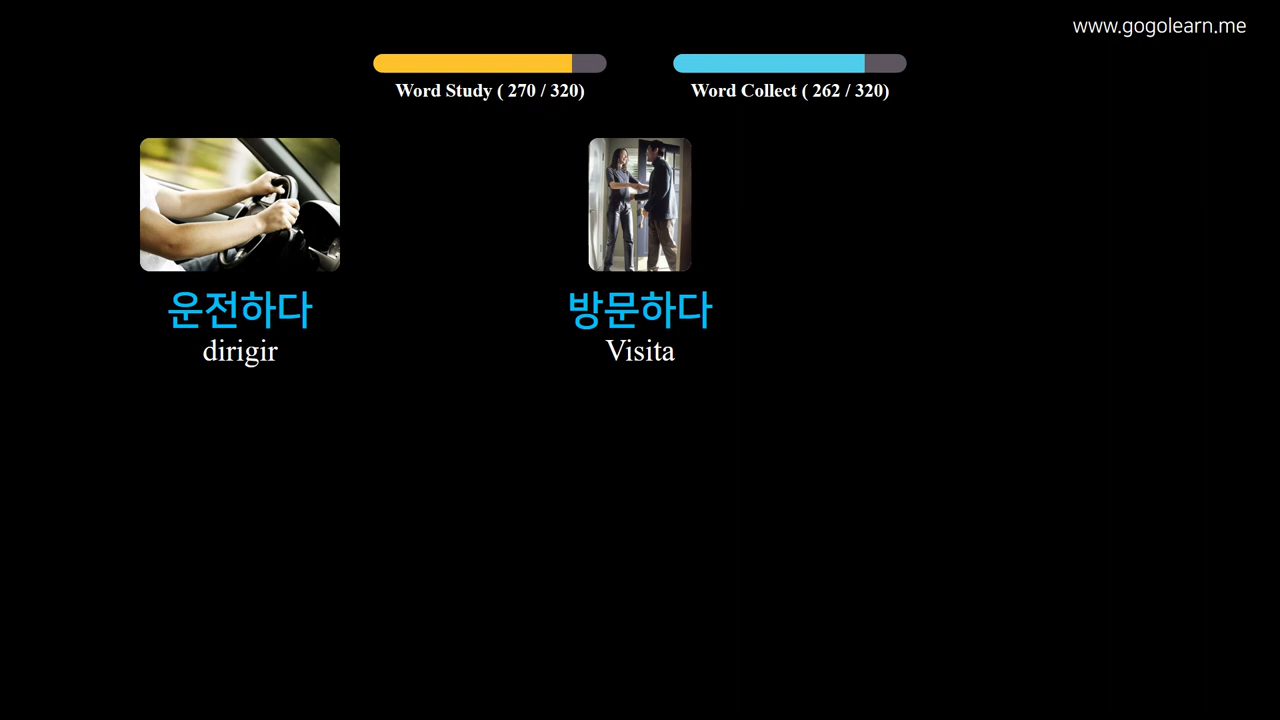 www.gogolearn.me
Word Study ( 270 / 320)
Word Collect ( 262 / 320)
운전하다
dirigir
방문하다
Visita